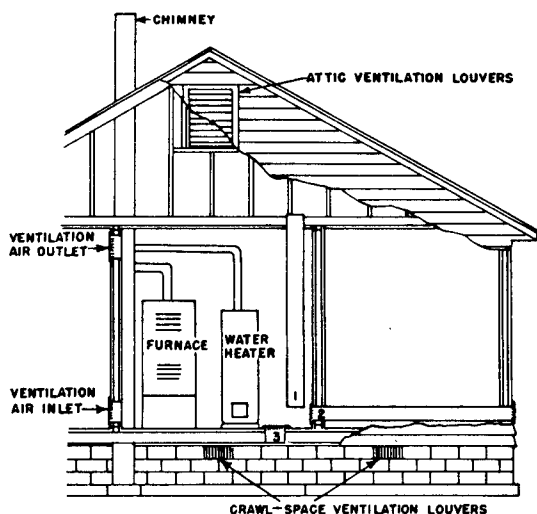 CHIMNEY
ATTIC VENTILATION LOUVERS
VENTILATION
AIR OUTLET
FURNACE
WATER
HEATER
VENTILATION
AIR INLET
1
2
3
CRAWL-SPACE VENTILATION LOUVERS